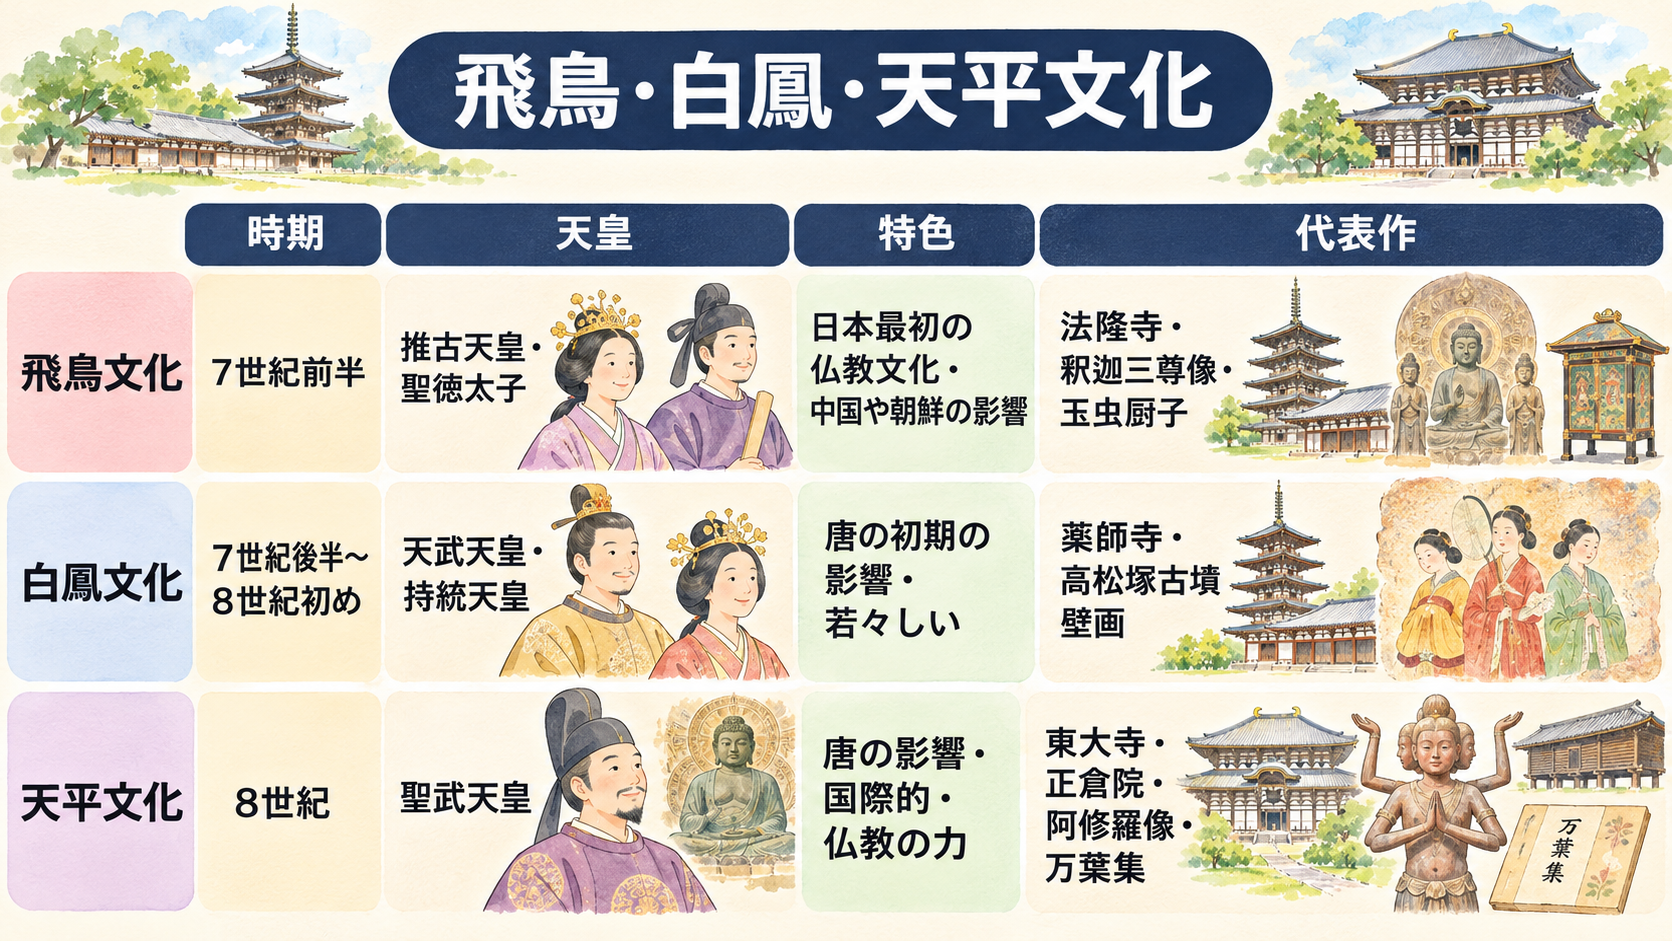 飛鳥・白鳳・天平文化
時期
天皇
特色
代表作
飛鳥文化
7世紀前半
推古天皇・
聖徳太子
日本最初の
仏教文化・
中国や朝鮮の影響
法隆寺・
釈迦三尊像・
玉虫厨子
白鳳文化
7世紀後半～
8世紀初め
天武天皇・
持統天皇
唐の初期の
影響・
若々しい
薬師寺・
高松塚古墳
壁画
天平文化
8世紀
聖武天皇
唐の影響・
国際的・
仏教の力
東大寺・
正倉院・
阿修羅像・
万葉集
万葉集